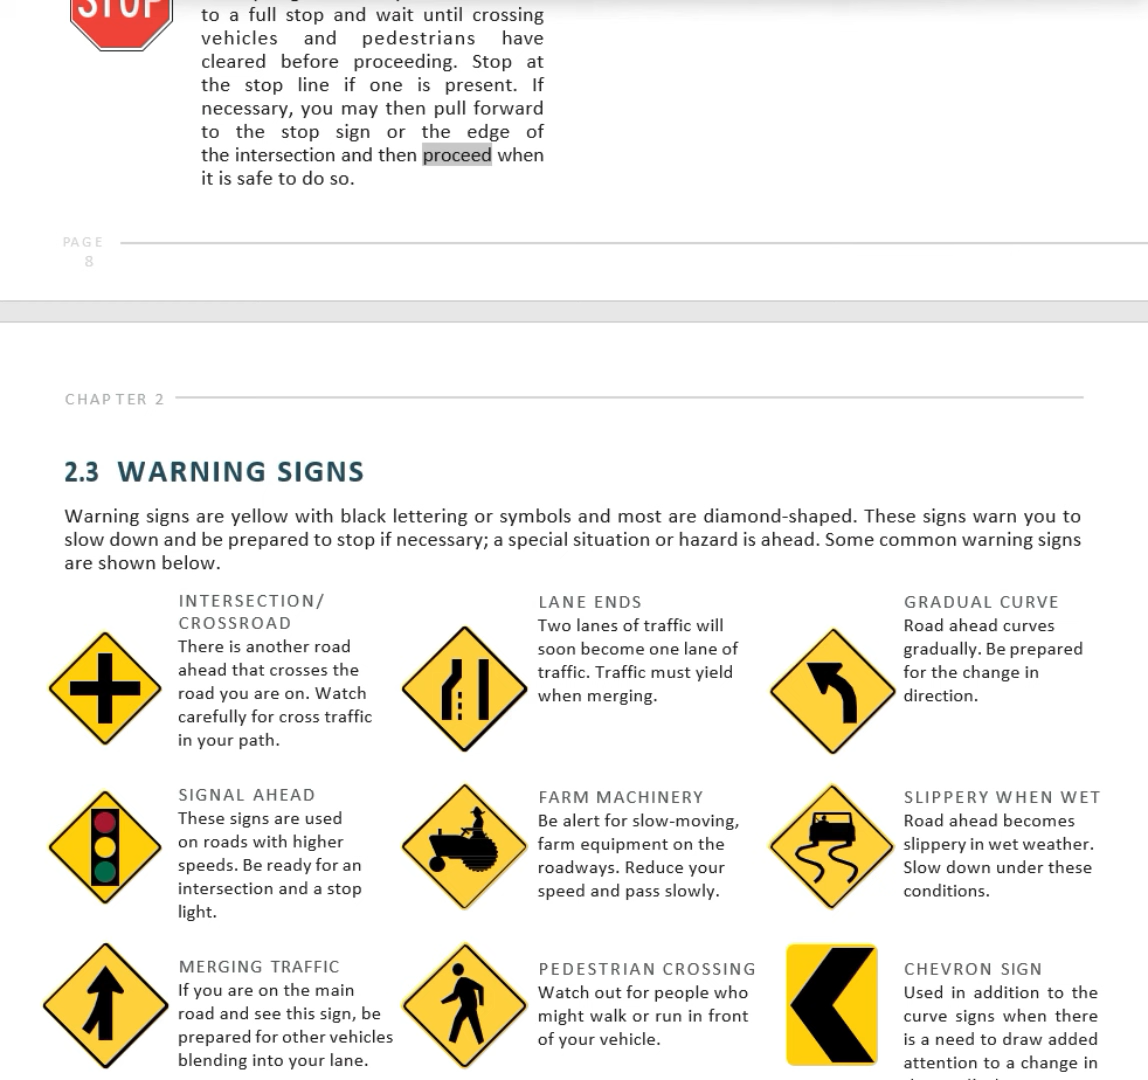 STOP
to a full stop and wait until crossing
vehicles and pedestrians have
cleared before proceeding. Stop at
the stop line if one is present. If
necessary, you may then pull forward
to the stop sign or the edge of
the intersection and then proceed when
it is safe to do so.
PAGE
8
CHAPTER 2
2.3 WARNING SIGNS
Warning signs are yellow with black lettering or symbols and most are diamond-shaped. These signs warn you to
slow down and be prepared to stop if necessary; a special situation or hazard is ahead. Some common warning signs
are shown below.
INTERSECTION/
CROSSROAD
There is another road
ahead that crosses the
road you are on. Watch
carefully for cross traffic
in your path.
LANE ENDS
Two lanes of traffic will
soon become one lane of
traffic. Traffic must yield
when merging.
GRADUAL CURVE
Road ahead curves
gradually. Be prepared
for the change in
direction.
SIGNAL AHEAD
These signs are used
on roads with higher
speeds. Be ready for an
intersection and a stop
light.
FARM MACHINERY
Be alert for slow-moving,
farm equipment on the
roadways. Reduce your
speed and pass slowly.
SLIPPERY WHEN WET
Road ahead becomes
slippery in wet weather.
Slow down under these
conditions.
MERGING TRAFFIC
If you are on the main
road and see this sign, be
prepared for other vehicles
blending into your lane.
PEDESTRIAN CROSSING
Watch out for people who
might walk or run in front
of your vehicle.
CHEVRON SIGN
Used in addition to the
curve signs when there
is a need to draw added
attention to a change in